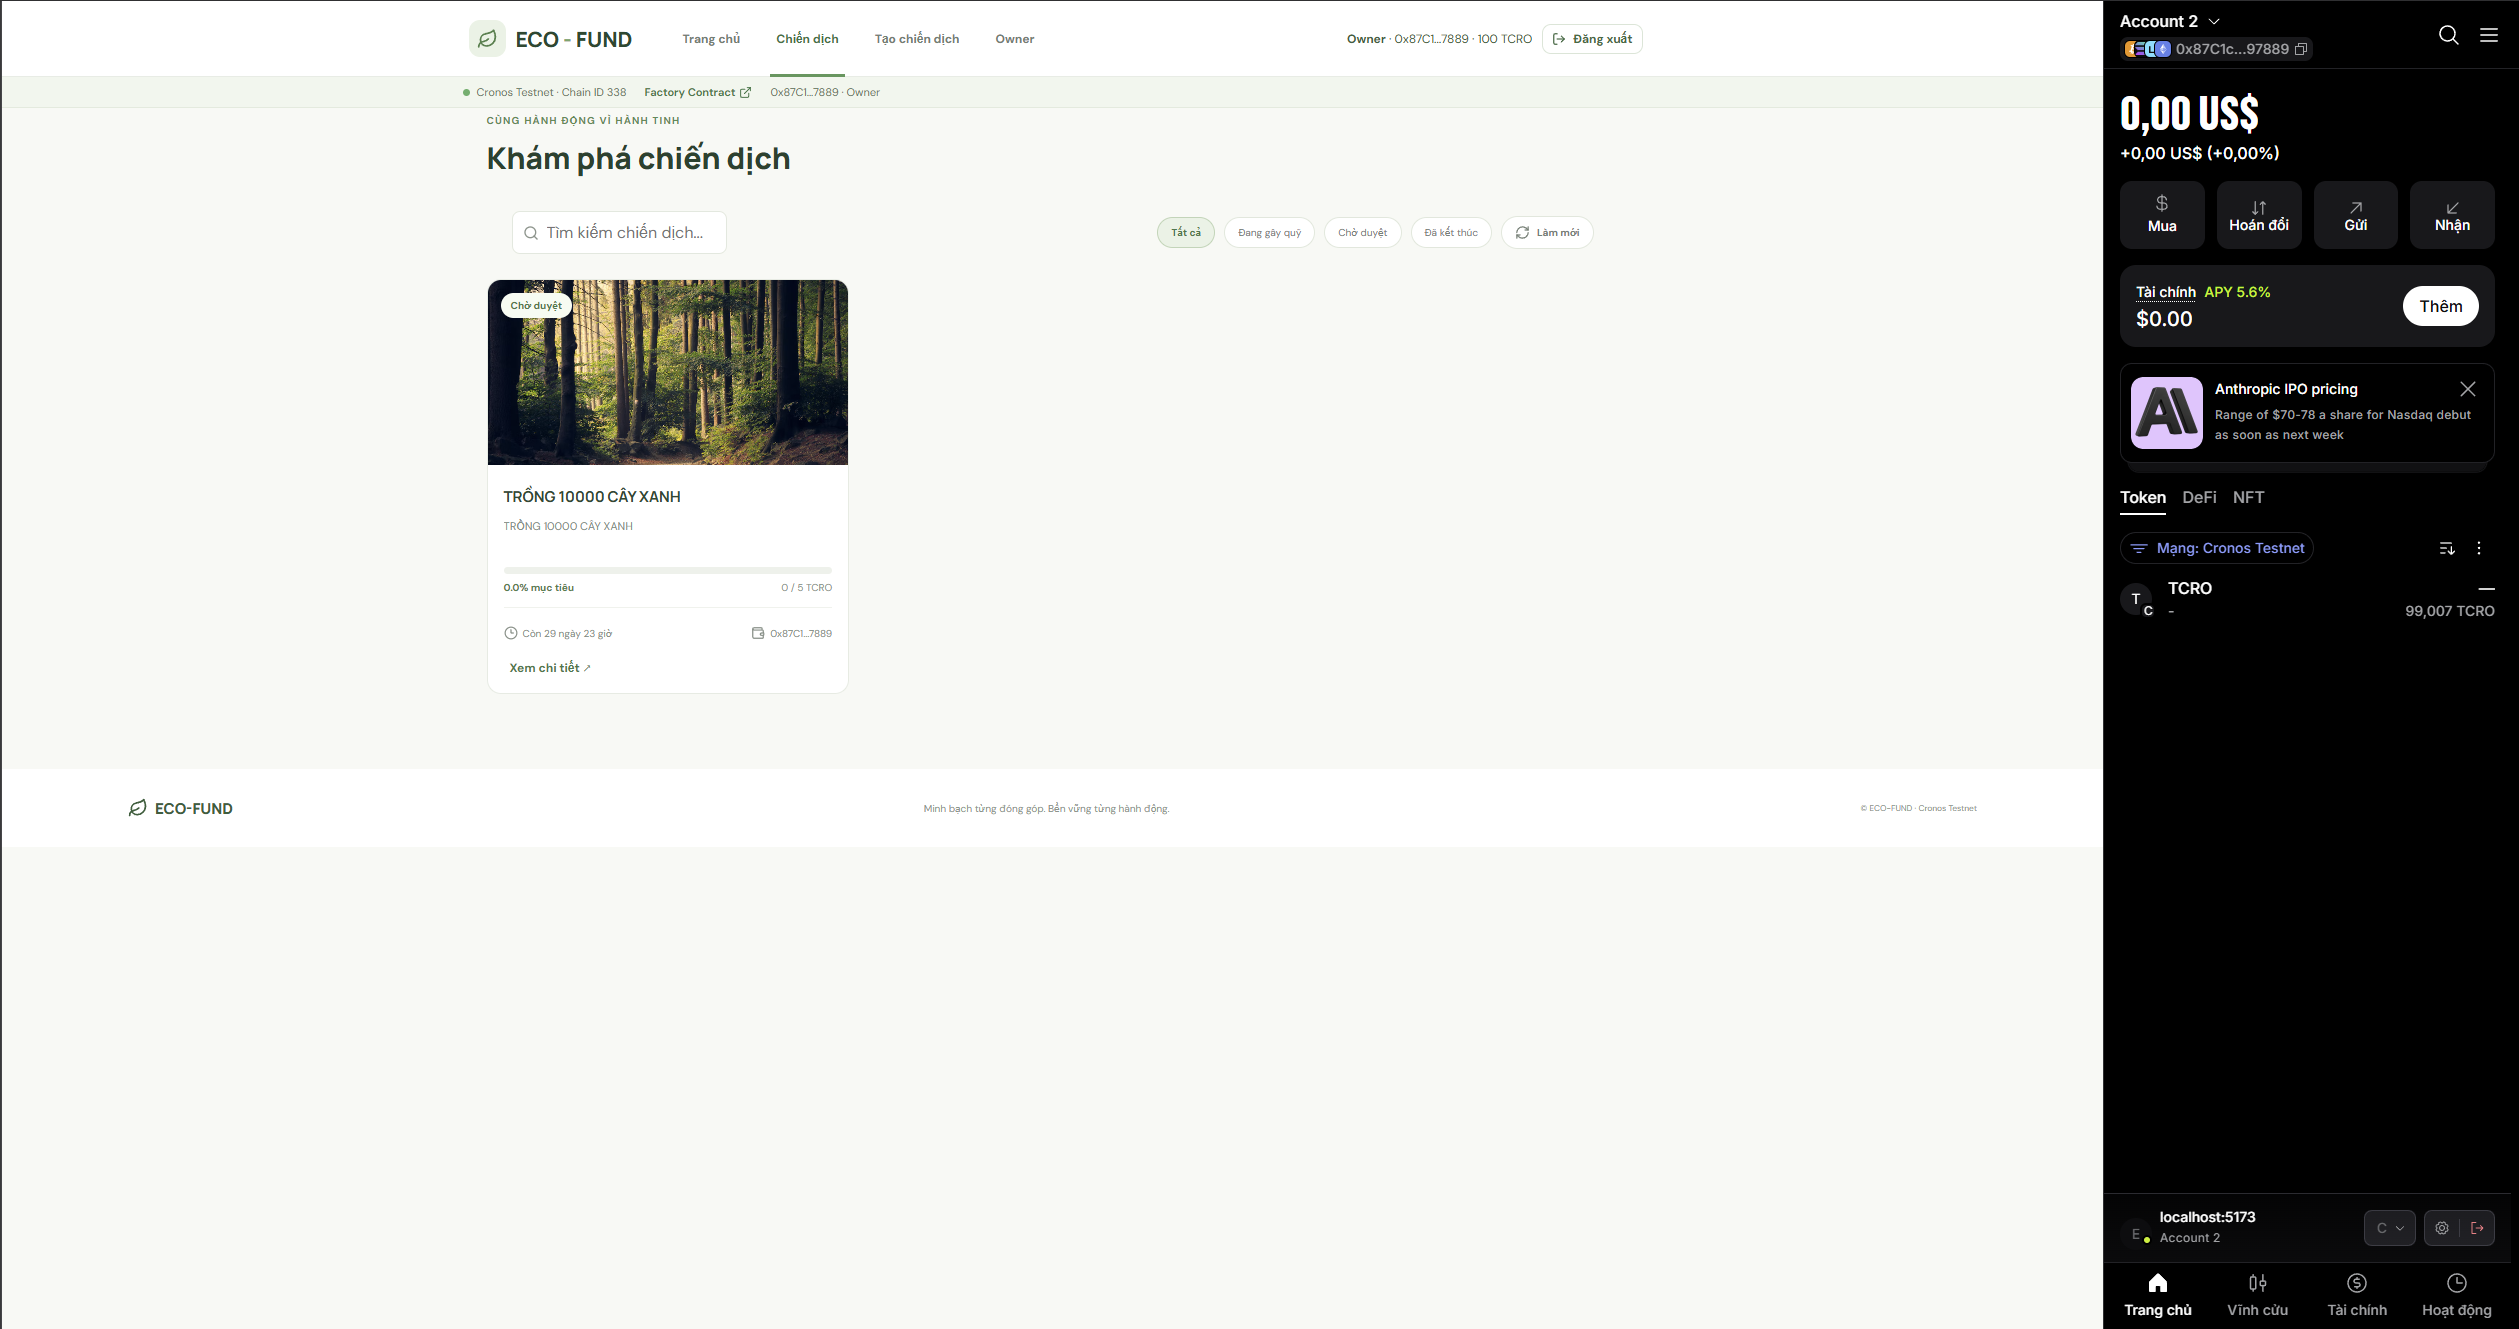 ECO - FUND
Trang chủ
Chiến dịch
Tạo chiến dịch
Owner
Owner · 0x87C1...7889 · 100 TCRO
Đăng xuất
Cronos Testnet · Chain ID 338
Factory Contract
0x87C1...7889 · Owner
CÙNG HÀNH ĐỘNG VÌ HÀNH TINH
Khám phá chiến dịch
Tìm kiếm chiến dịch...
Tất cả
Đang gây quỹ
Chờ duyệt
Đã kết thúc
Làm mới
Chờ duyệt
TRỒNG 10000 CÂY XANH
TRỒNG 10000 CÂY XANH
0.0% mục tiêu
0 / 5 TCRO
Còn 29 ngày 23 giờ
0x87C1...7889
Xem chi tiết ↗
ECO-FUND
Minh bạch từng đóng góp. Bền vững từng hành động.
© ECO-FUND · Cronos Testnet
Account 2
0x87C1c...97889
0,00 US$
+0,00 US$ (+0,00%)
Mua
Hoán đổi
Gửi
Nhận
Tài chính APY 5.6%
$0.00
Thêm
Anthropic IPO pricing
Range of $70-78 a share for Nasdaq debut
as soon as next week
Token
DeFi
NFT
Mạng: Cronos Testnet
T
C
TCRO
—
-
99,007 TCRO
E
localhost:5173
Account 2
C
Trang chủ
Vĩnh cửu
Tài chính
Hoạt động